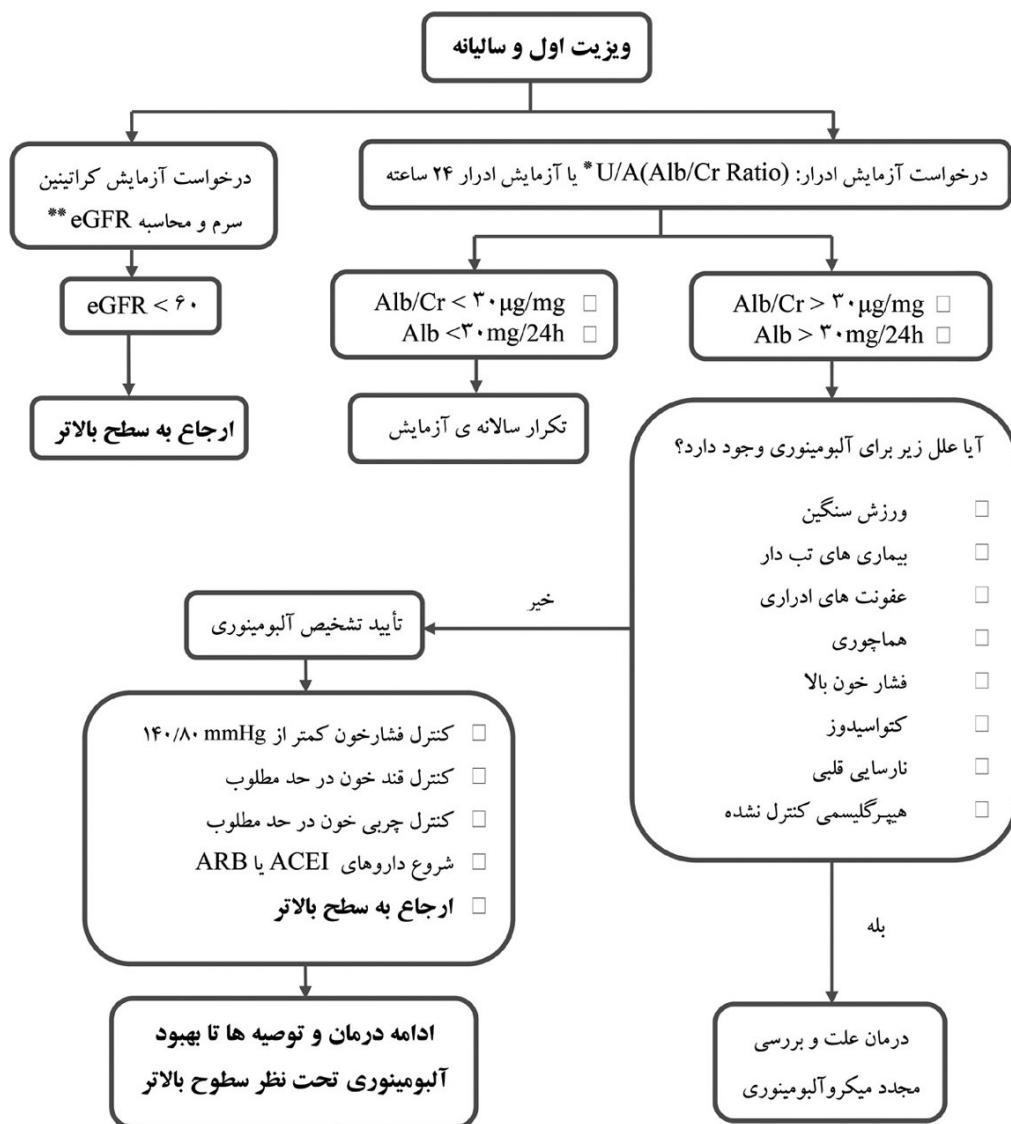 ویزیت اول و سالیانه
درخواست آزمایش ادرار: U/A(Alb/Cr Ratio)* یا آزمایش ادرار ۲۴ ساعته
درخواست آزمایش کراتینین
سرم و محاسبه eGFR**
eGFR < ۶۰
ارجاع به سطح بالاتر
□ Alb/Cr > ۳۰μg/mg
□ Alb > ۳۰mg/24h
□ Alb/Cr < ۳۰μg/mg
□ Alb <۳۰mg/24h
تکرار سالانه ی آزمایش
آیا علل زیر برای آلبومینوری وجود دارد؟
□ ورزش سنگین
□ بیماری های تب دار
□ عفونت های ادراری
□ هماچوری
□ فشار خون بالا
□ کتواسیدوز
□ نارسایی قلبی
□ هیپرگلیسمی کنترل نشده
خیر
تأیید تشخیص آلبومینوری
□ کنترل فشارخون کمتر از ۱۴۰/۸۰ mmHg
□ کنترل قند خون در حد مطلوب
□ کنترل چربی خون در حد مطلوب
□ شروع داروهای ACEI یا ARB
□ ارجاع به سطح بالاتر
بله
درمان علت و بررسی
مجدد میکروآلبومینوری
ادامه درمان و توصیه ها تا بهبود
آلبومینوری تحت نظر سطوح بالاتر